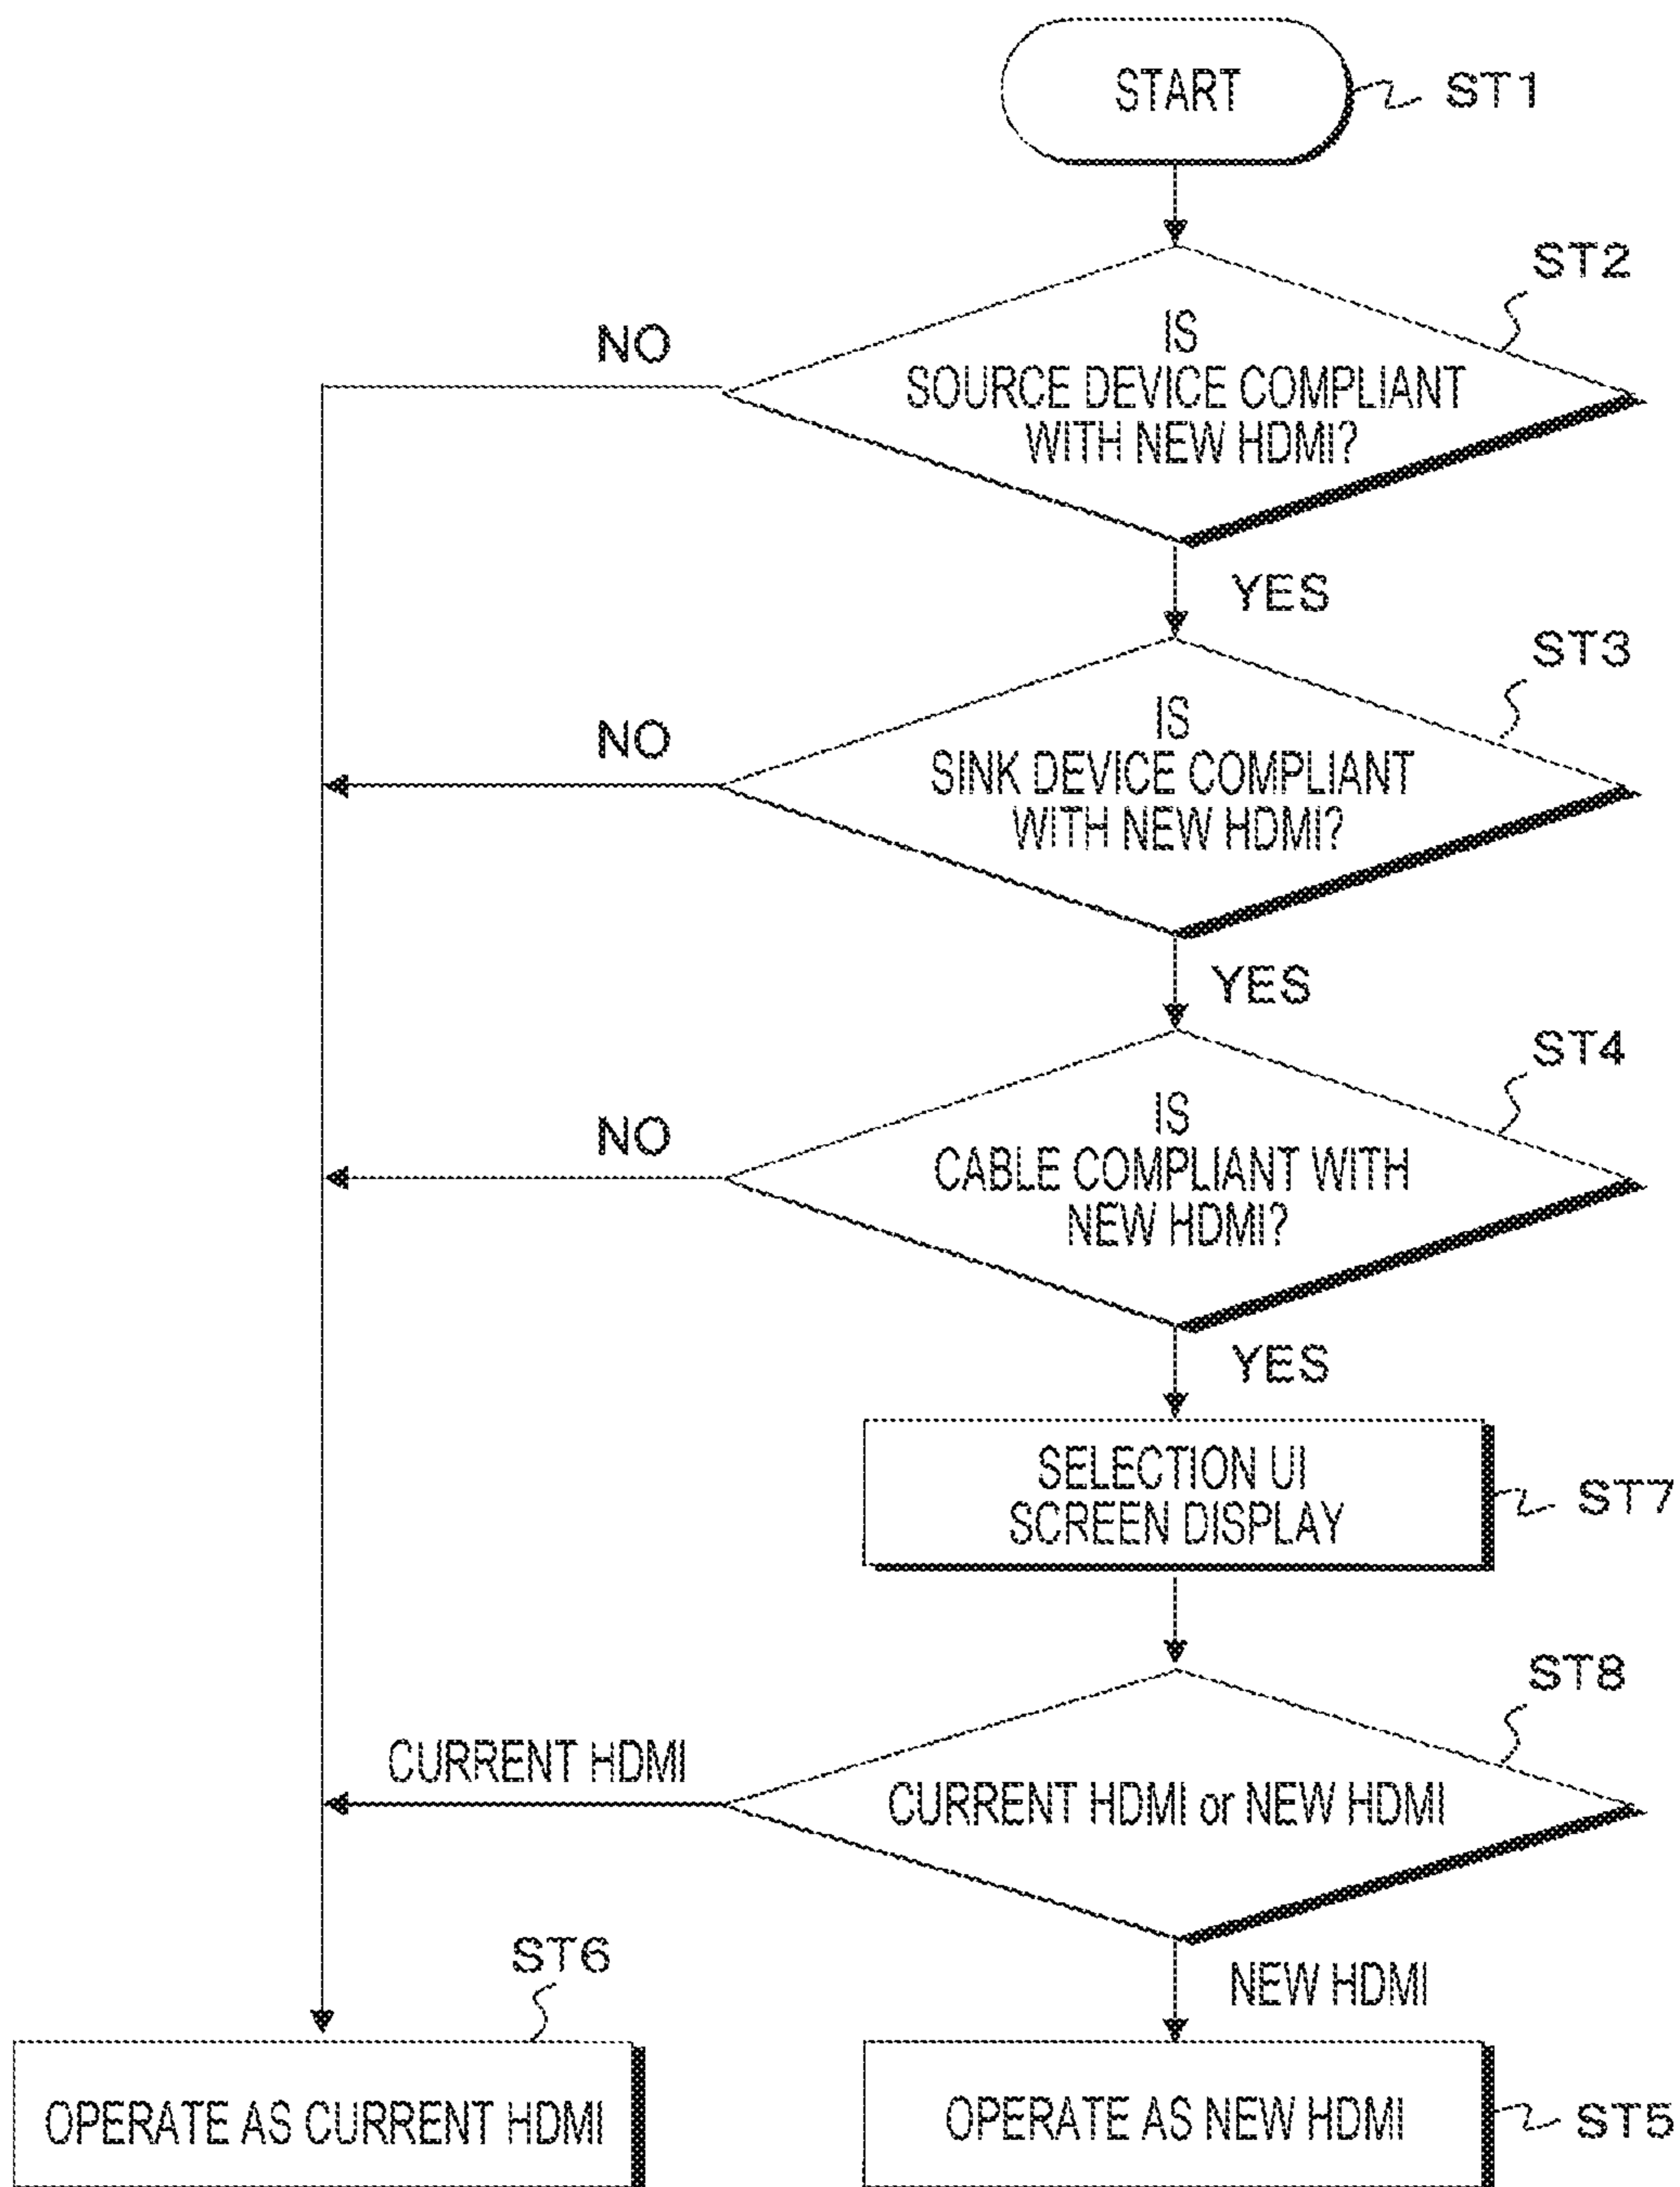 START
ST1
ST2
NO
IS
SOURCE DEVICE COMPLIANT
WITH NEW HDMI?
YES
ST3
NO
IS
SINK DEVICE COMPLIANT
WITH NEW HDMI?
YES
ST4
NO
IS
CABLE COMPLIANT WITH
NEW HDMI?
YES
SELECTION UI
SCREEN DISPLAY
ST7
ST8
CURRENT HDMI
CURRENT HDMI or NEW HDMI
ST6
NEW HDMI
OPERATE AS CURRENT HDMI
OPERATE AS NEW HDMI
ST5